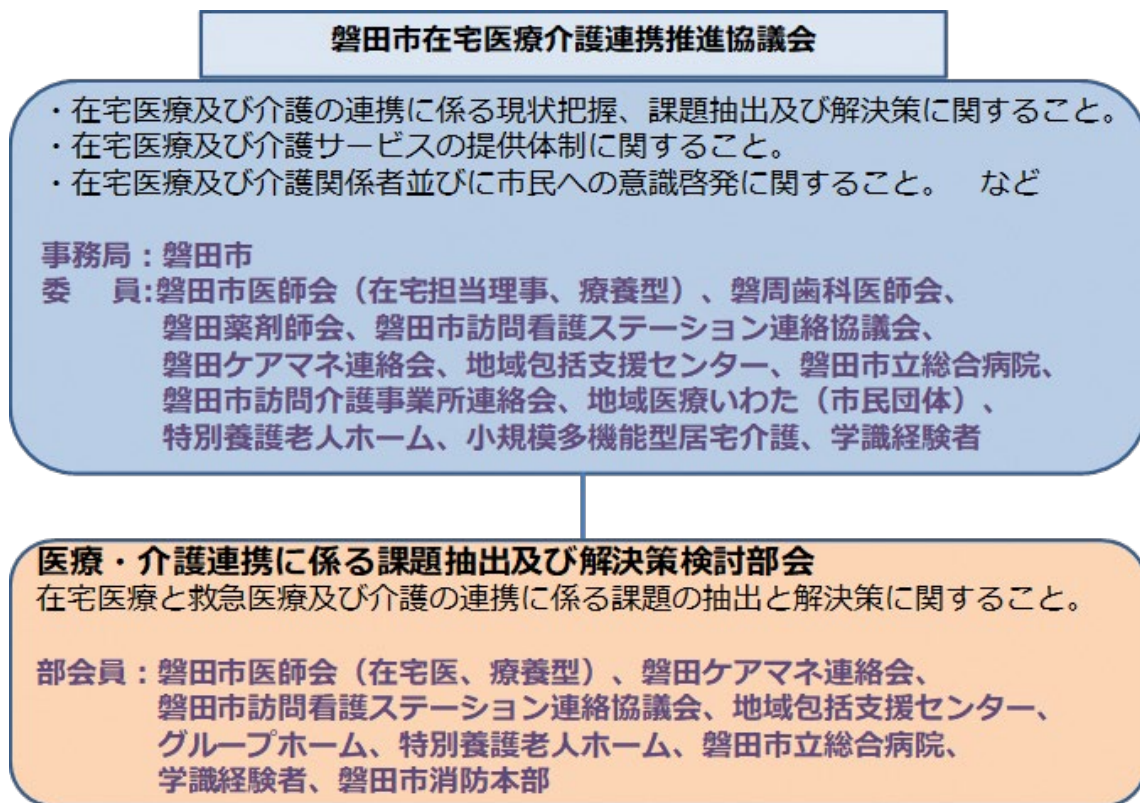 磐田市在宅医療介護連携推進協議会
・在宅医療及び介護の連携に係る現状把握、課題抽出及び解決策に関すること。
・在宅医療及び介護サービスの提供体制に関すること。
・在宅医療及び介護関係者並びに市民への意識啓発に関すること。　など
事務局：磐田市
委　員:磐田市医師会（在宅担当理事、療養型）、磐周歯科医師会、
磐田薬剤師会、磐田市訪問看護ステーション連絡協議会、
磐田ケアマネ連絡会、地域包括支援センター、磐田市立総合病院、
磐田市訪問介護事業所連絡会、地域医療いわた（市民団体）、
特別養護老人ホーム、小規模多機能型居宅介護、学識経験者
医療・介護連携に係る課題抽出及び解決策検討部会
在宅医療と救急医療及び介護の連携に係る課題の抽出と解決策に関すること。
部会員：磐田市医師会（在宅医、療養型）、磐田ケアマネ連絡会、
磐田市訪問看護ステーション連絡協議会、地域包括支援センター、
グループホーム、特別養護老人ホーム、磐田市立総合病院、
学識経験者、磐田市消防本部